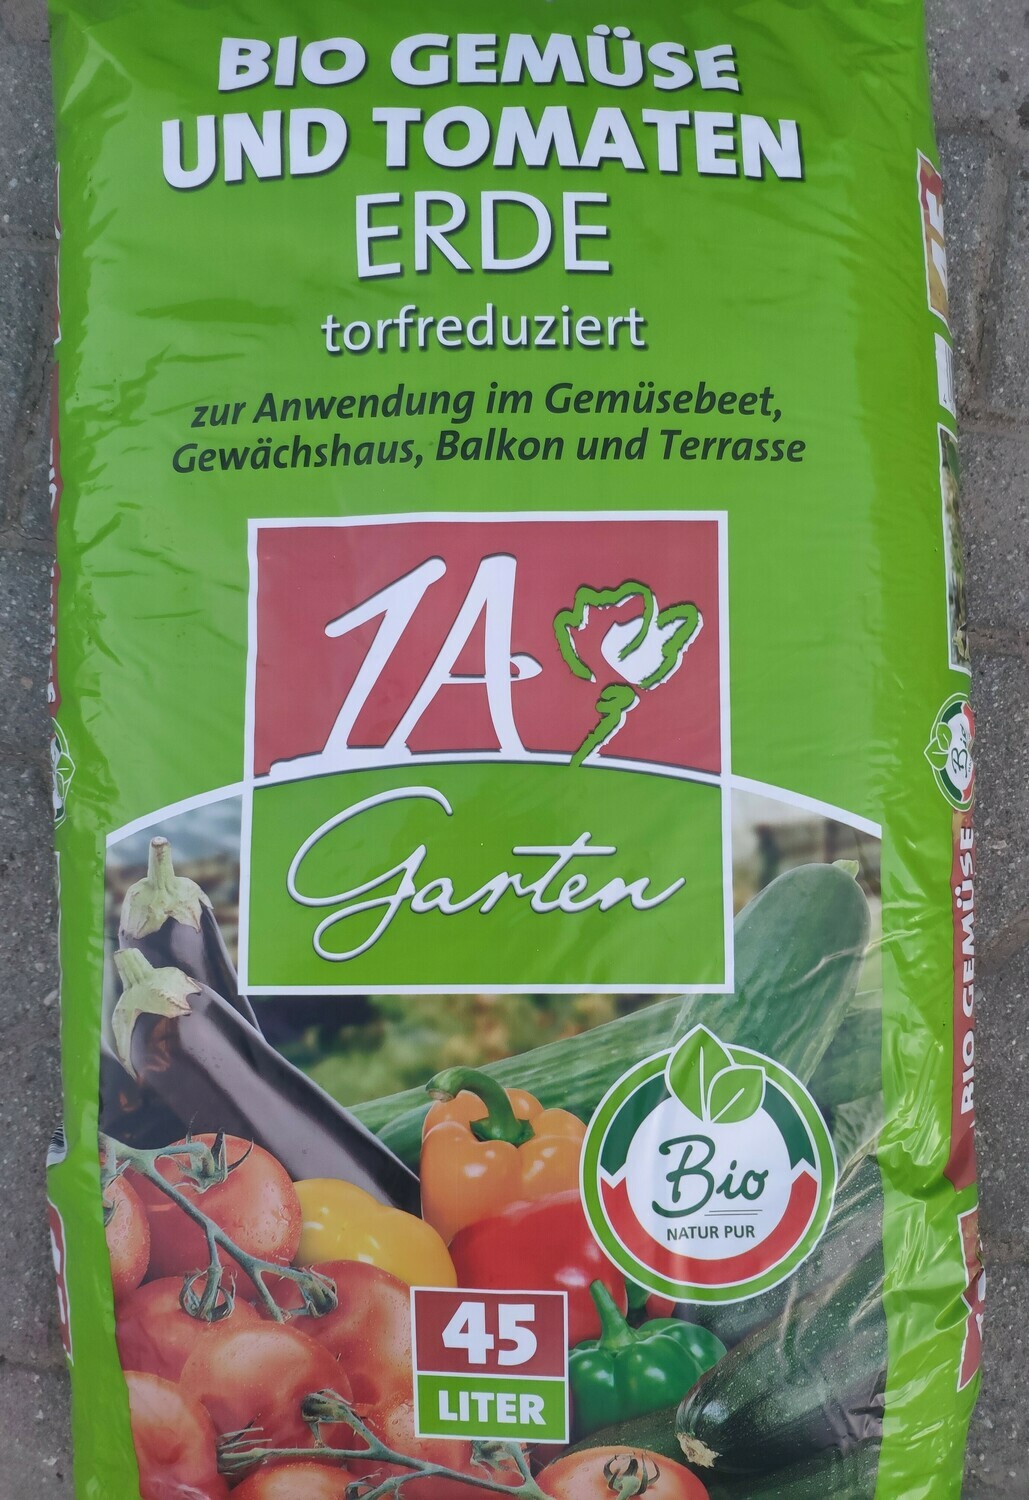 BIO GEMÜSE
UND TOMATEN
ERDE
torfreduziert
zur Anwendung im Gemüsebeet,
Gewächshaus, Balkon und Terrasse
1A
Garten
Bio
NATUR PUR
45
LITER
Bio
BIO GEMÜSE